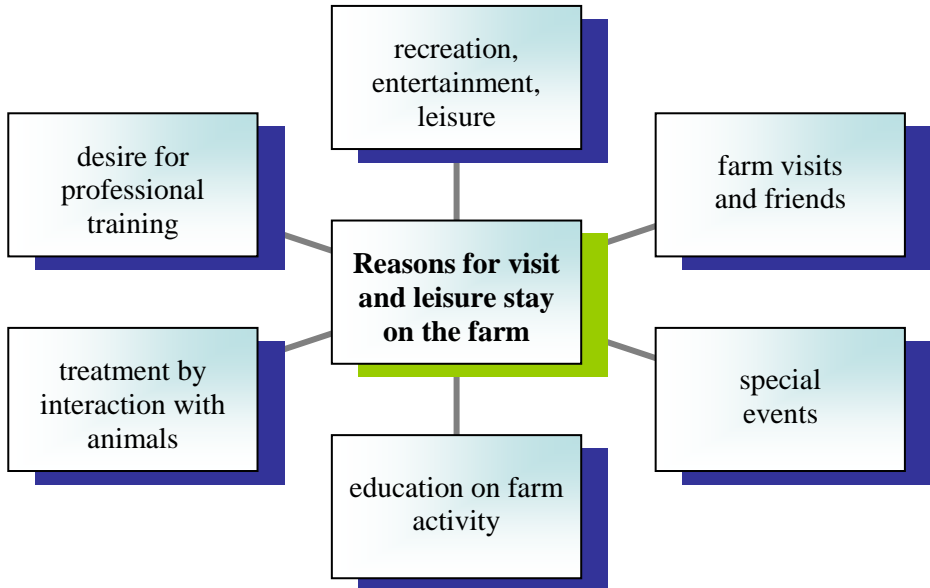 recreation,
entertainment,
leisure
desire for
professional
training
farm visits
and friends
Reasons for visit
and leisure stay
on the farm
treatment by
interaction with
animals
special
events
education on farm
activity